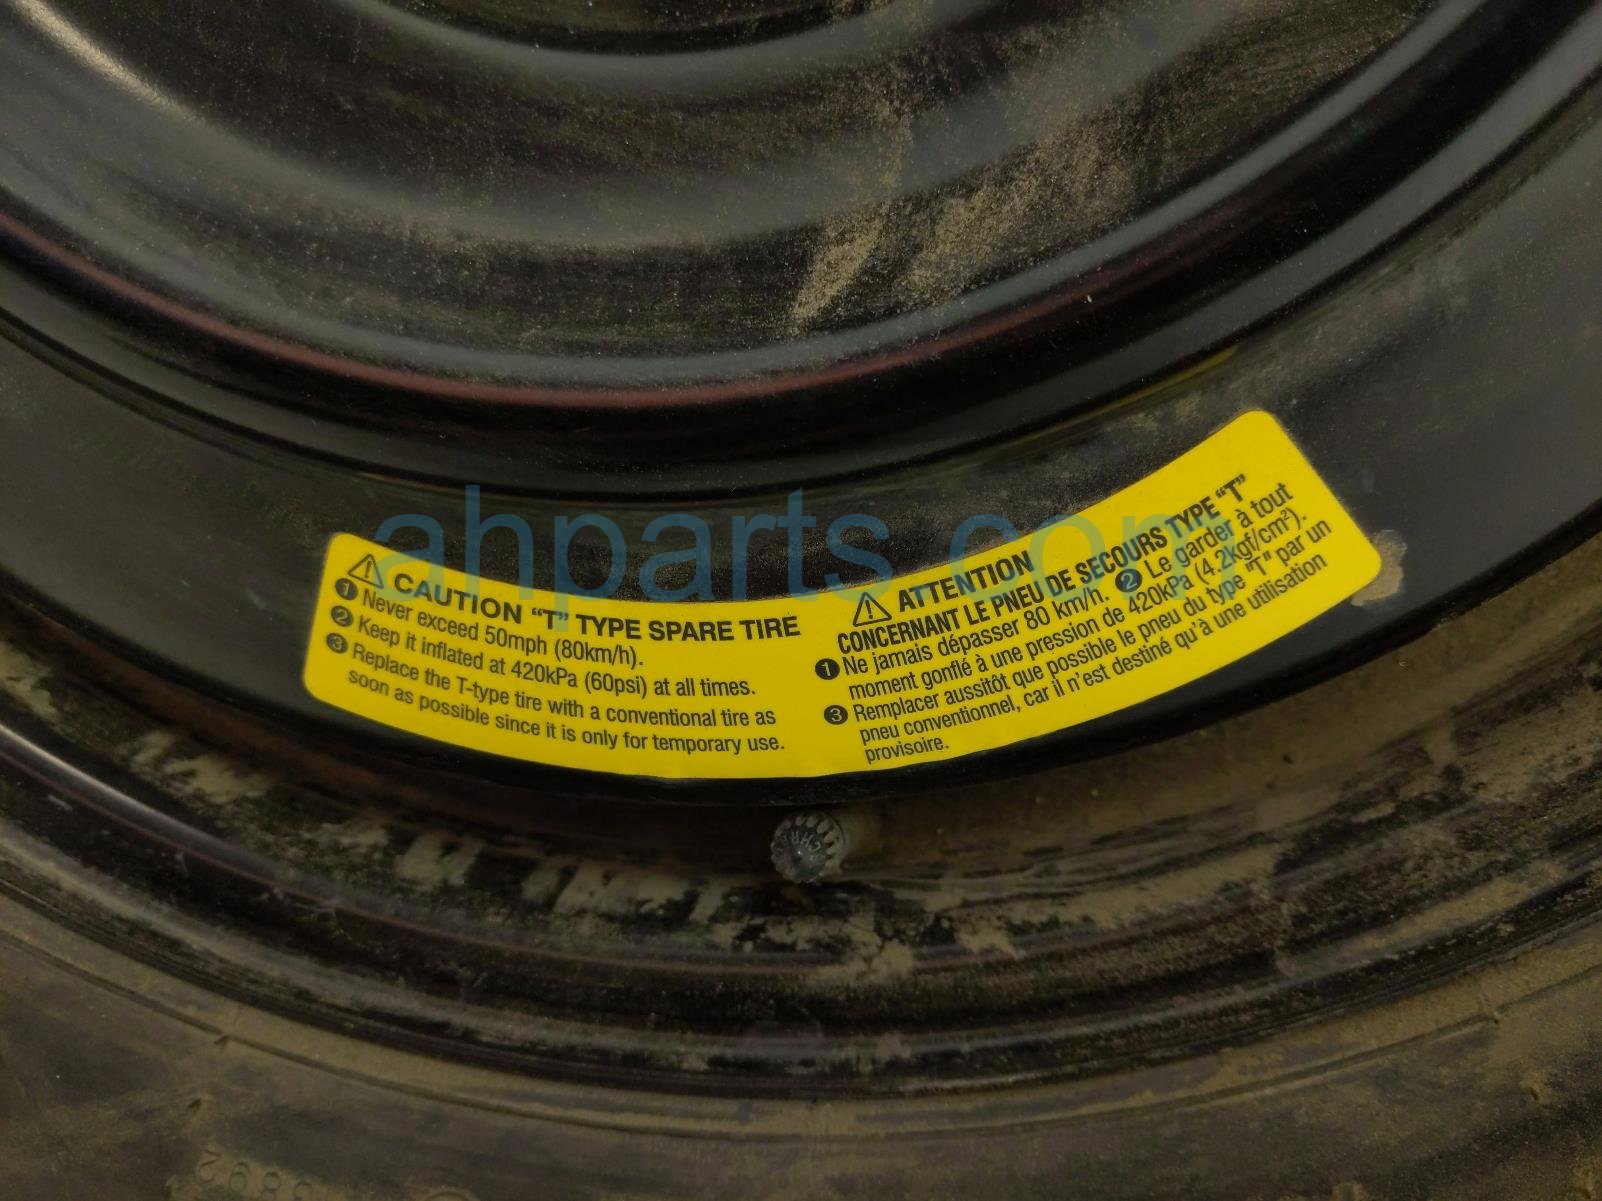 ahparts.com
⚠ CAUTION “T” TYPE SPARE TIRE
❶ Never exceed 50mph (80km/h).
❷ Keep it inflated at 420kPa (60psi) at all times.
❸ Replace the T-type tire with a conventional tire as
soon as possible since it is only for temporary use.
⚠ ATTENTION
CONCERNANT LE PNEU DE SECOURS TYPE “T”
❶ Ne jamais dépasser 80 km/h. ❷ Le garder à tout
moment gonflé à une pression de 420kPa (4.2kgf/cm²).
❸ Remplacer aussitôt que possible le pneu du type "T" par un
pneu conventionnel, car il n'est destiné qu'à une utilisation
provisoire.